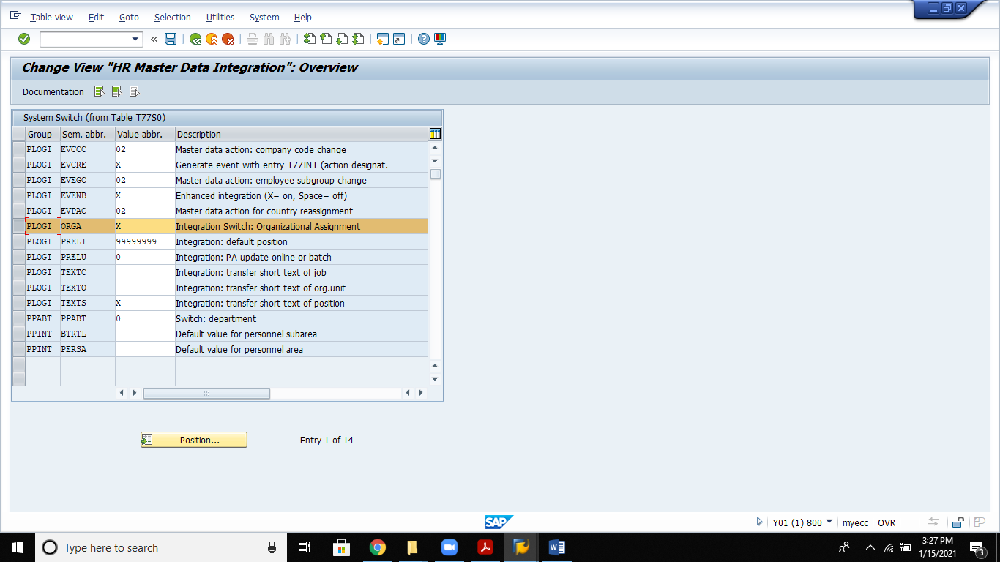 Table view Edit Goto Selection Utilities System Help
Change View "HR Master Data Integration": Overview
Documentation
System Switch (from Table T77S0)
Group Sem. abbr. Value abbr. Description
PLOGI EVCCC 02 Master data action: company code change
PLOGI EVCRE X Generate event with entry T77INT (action designat.
PLOGI EVEGC 02 Master data action: employee subgroup change
PLOGI EVENB X Enhanced integration (X= on, Space= off)
PLOGI EVPAC 02 Master data action for country reassignment
PLOGI ORGA X Integration Switch: Organizational Assignment
PLOGI PRELI 99999999 Integration: default position
PLOGI PRELU 0 Integration: PA update online or batch
PLOGI TEXTC Integration: transfer short text of job
PLOGI TEXTO Integration: transfer short text of org.unit
PLOGI TEXTS X Integration: transfer short text of position
PPABT PPABT 0 Switch: department
PPINT BTRTL Default value for personnel subarea
PPINT PERSA Default value for personnel area
Position... Entry 1 of 14
SAP Y01 (1) 800 myecc OVR
Type here to search
3:27 PM
1/15/2021
3